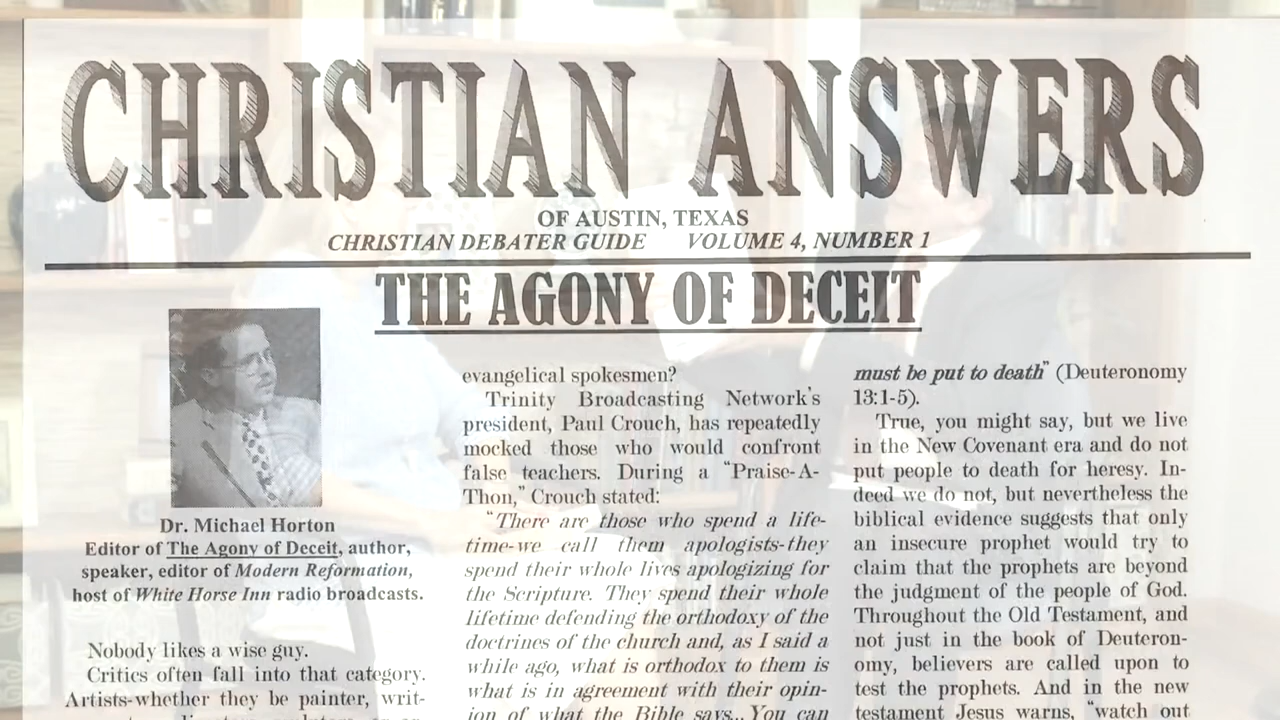 CHRISTIAN ANSWERS
OF AUSTIN, TEXAS
CHRISTIAN DEBATER GUIDE VOLUME 4, NUMBER 1
THE AGONY OF DECEIT
Dr. Michael Horton
Editor of The Agony of Deceit, author,
speaker, editor of Modern Reformation,
host of White Horse Inn radio broadcasts.
Nobody likes a wise guy.
Critics often fall into that category.
Artists-whether they be painter, writ-
evangelical spokesmen?
Trinity Broadcasting Network's
president, Paul Crouch, has repeatedly
mocked those who would confront
false teachers. During a "Praise-A-
Thon," Crouch stated:
"There are those who spend a life-
time-we call them apologists-they
spend their whole lives apologizing for
the Scripture. They spend their whole
lifetime defending the orthodoxy of the
doctrines of the church and, as I said a
while ago, what is orthodox to them is
what is in agreement with their opin-
ion of what the Bible says... You can
must be put to death" (Deuteronomy
13:1-5).
True, you might say, but we live
in the New Covenant era and do not
put people to death for heresy. In-
deed we do not, but nevertheless the
biblical evidence suggests that only
an insecure prophet would try to
claim that the prophets are beyond
the judgment of the people of God.
Throughout the Old Testament, and
not just in the book of Deuteron-
omy, believers are called upon to
test the prophets. And in the new
testament Jesus warns, "watch out